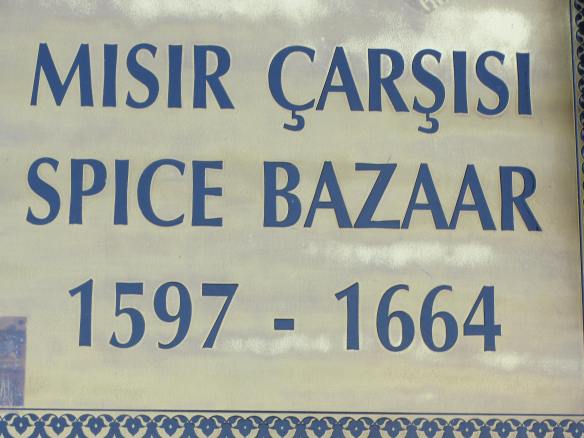 MISIR ÇARŞISI
SPICE BAZAAR
1597 - 1664